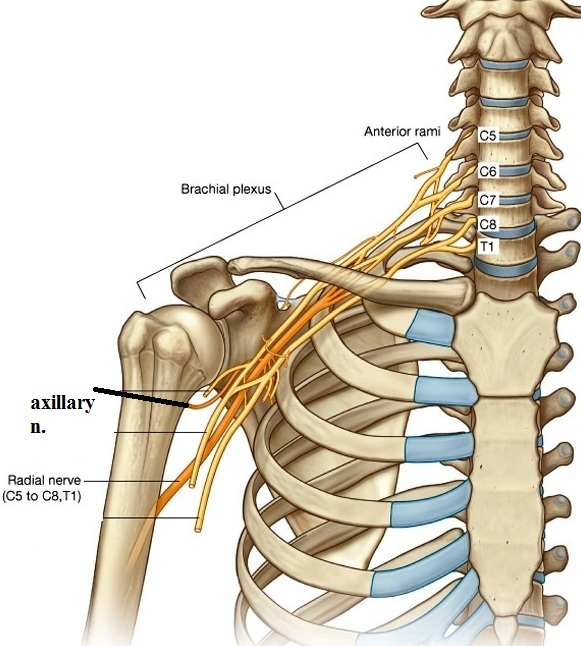 Anterior rami
C5
C6
Brachial plexus
C7
C8
T1
axillary
n.
Radial nerve
(C5 to C8,T1)